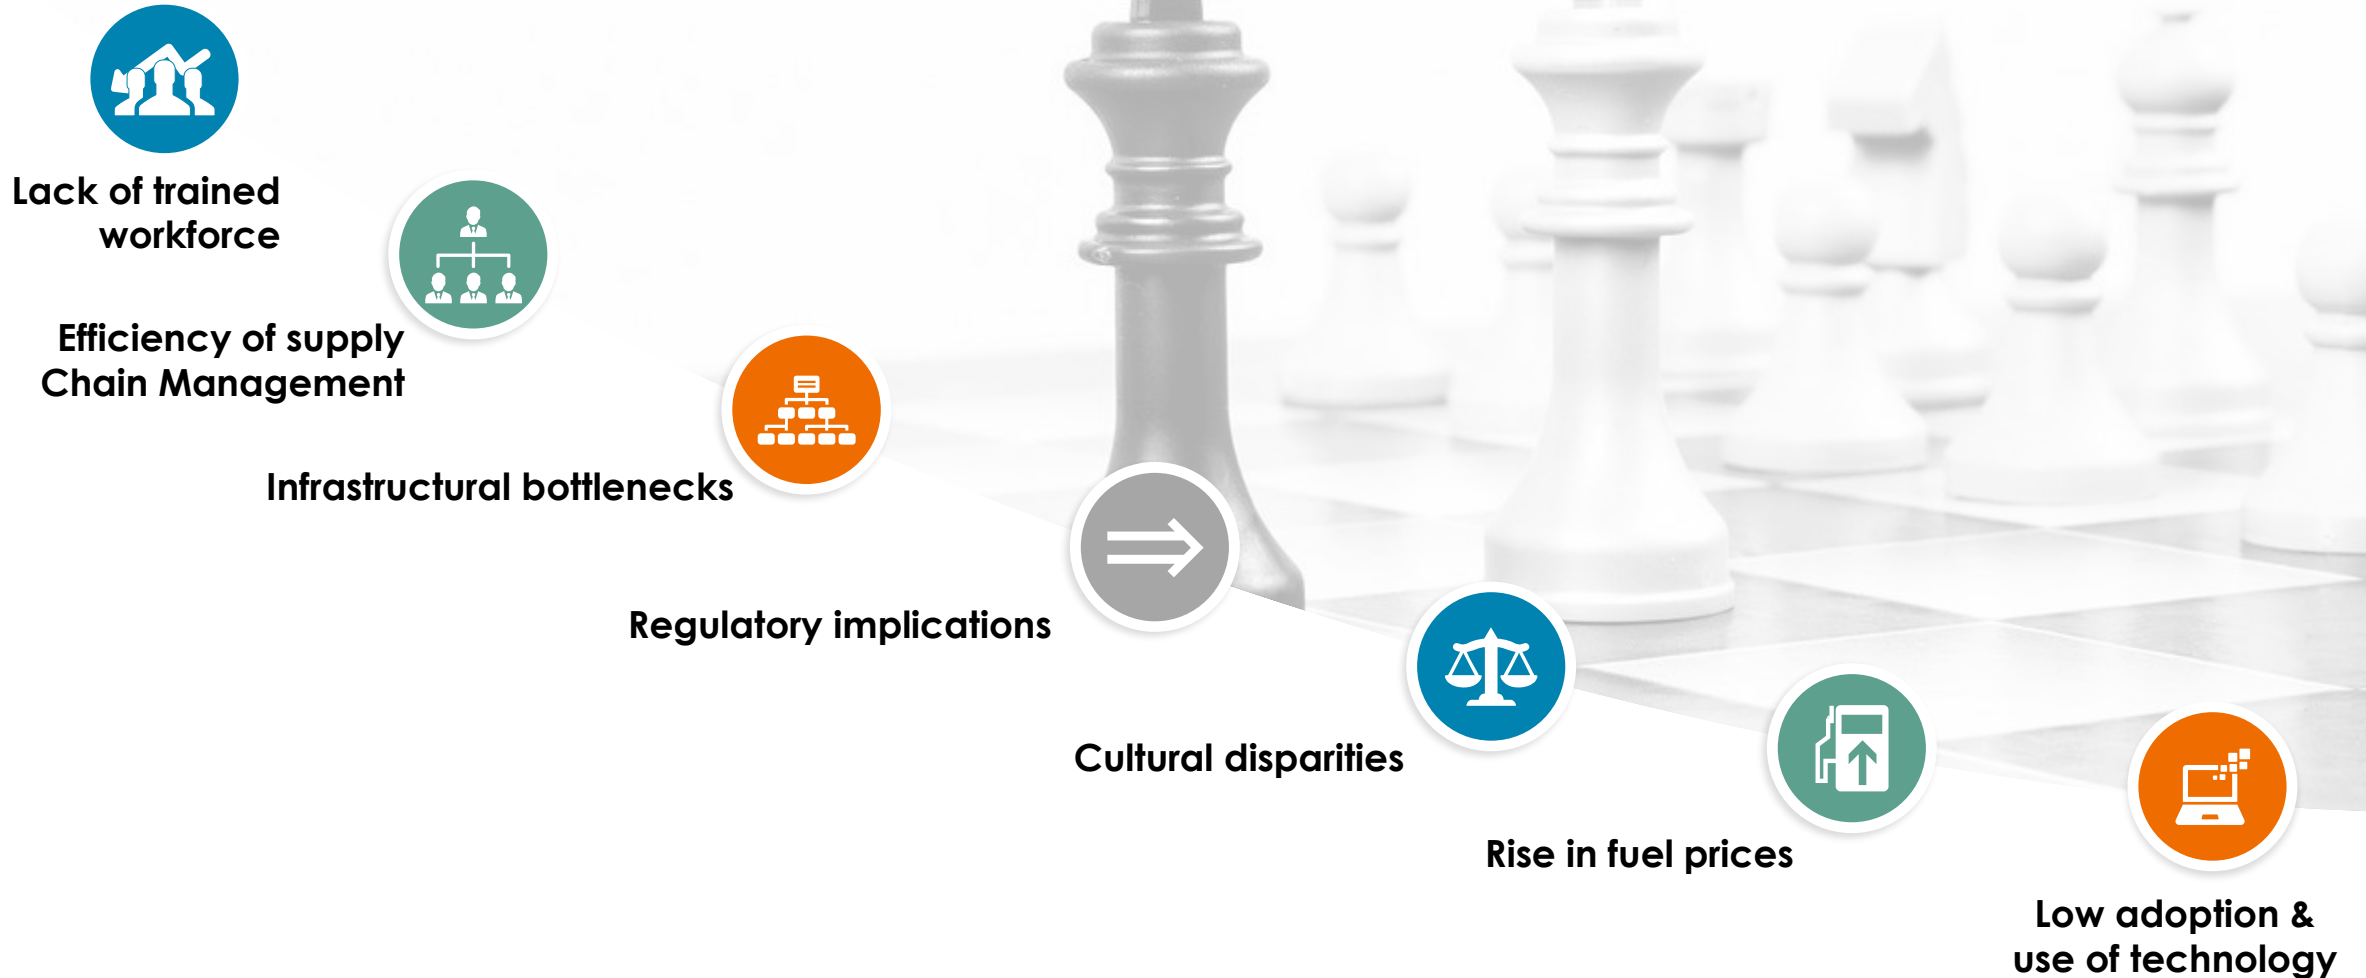 Lack of trained
workforce
Efficiency of supply
Chain Management
Infrastructural bottlenecks
Regulatory implications
Cultural disparities
Rise in fuel prices
Low adoption &
use of technology